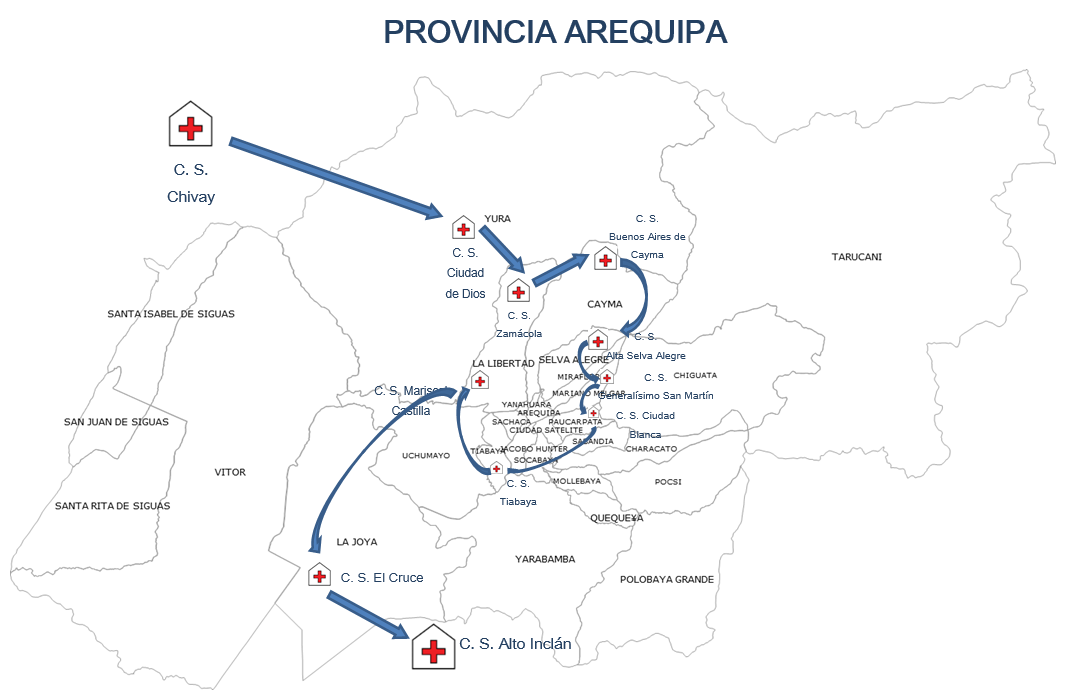 PROVINCIA AREQUIPA
C. S.
Chivay
YURA
C. S.
Ciudad
de Dios
C. S.
Buenos Aires de
Cayma
TARUCANI
C. S.
Zamácola
CAYMA
SANTA ISABEL DE SIGUAS
C. S.
Alta Selva Alegre
LA LIBERTAD
SELVA ALEGRE
MIRAFLORES
C. S.
Generalísimo San Martín
CHIGUATA
MARIANO MELGAR
C. S. Mariscal
Castilla
YANAHUARA
AREQUIPA
SACHACA
PAUCARPATA
CIUDAD SATELITE
C. S. Ciudad
Blanca
SAN JUAN DE SIGUAS
SABANDIA
CHARACATO
UCHUMAYO
TIABAYA
JACOBO HUNTER
SOCABAYA
VITOR
C. S.
Tiabaya
MOLLEBAYA
POCSI
SANTA RITA DE SIGUAS
QUEQUEYA
LA JOYA
YARABAMBA
C. S. El Cruce
POLOBAYA GRANDE
C. S. Alto Inclán